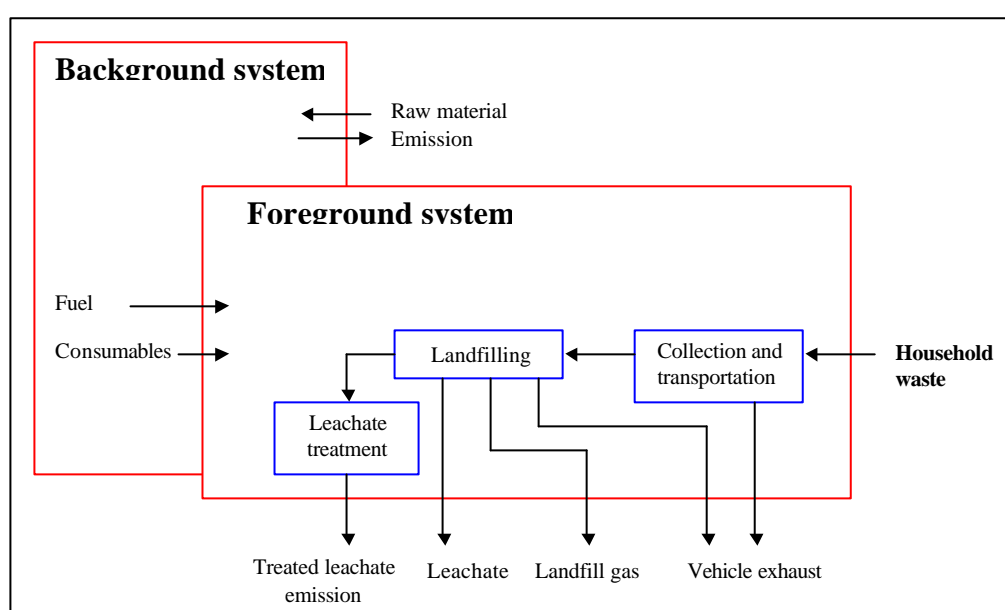 Background system
Raw material
Emission
Foreground system
Fuel
Consumables
Landfilling
Collection and
transportation
Household
waste
Leachate
treatment
Treated leachate
emission
Leachate
Landfill gas
Vehicle exhaust